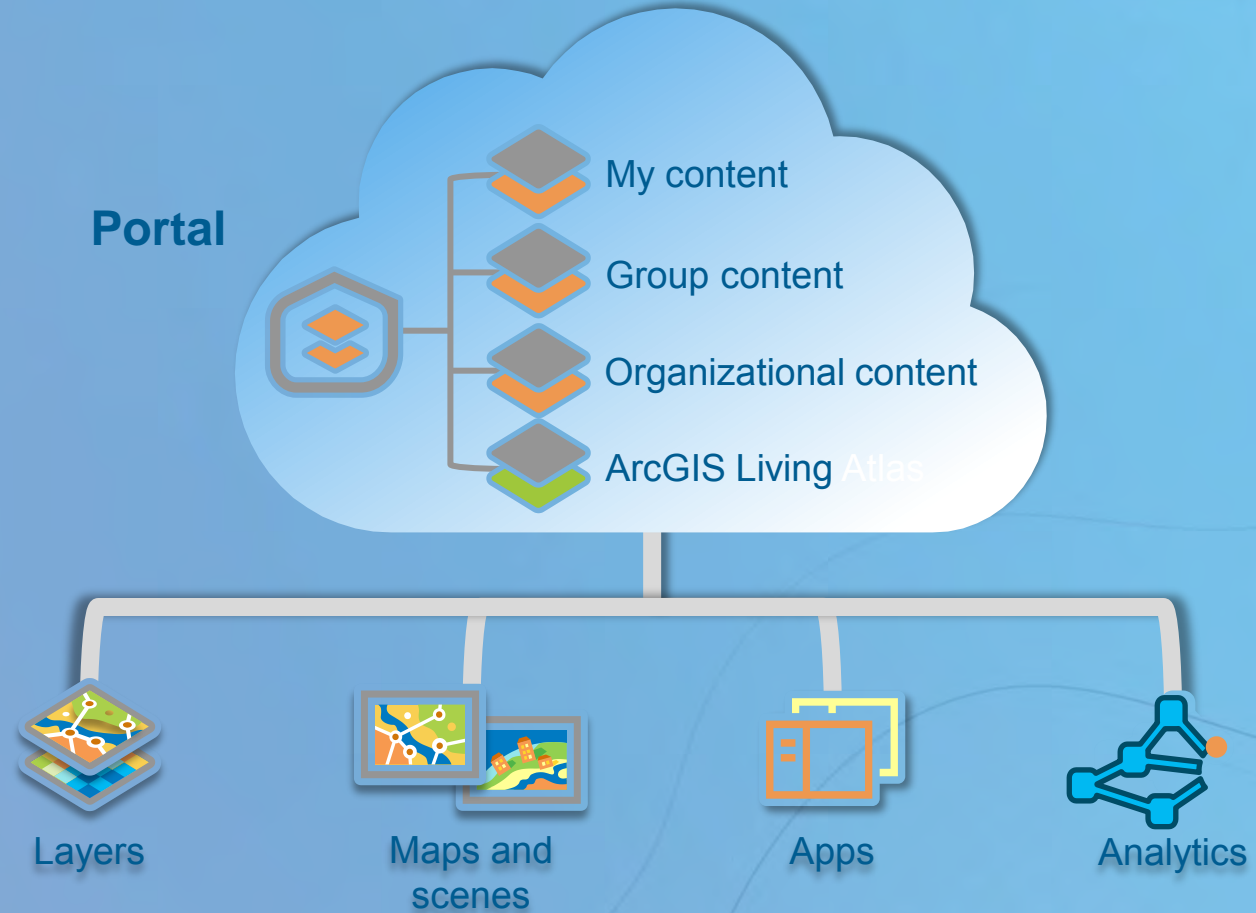 Portal
My content
Group content
Organizational content
ArcGIS Living Atlas
Layers
Maps and
scenes
Apps
Analytics